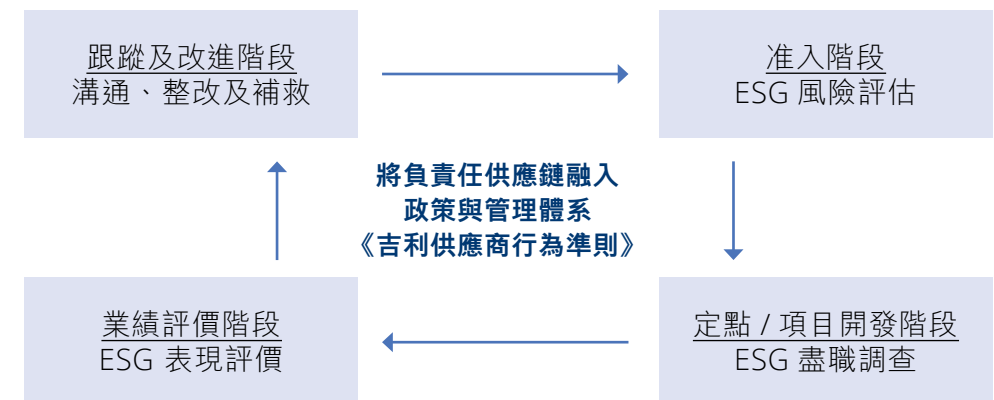 跟蹤及改進階段
溝通、整改及補救
准入階段
ESG 風險評估
將負責任供應鏈融入
政策與管理體系
《吉利供應商行為準則》
業績評價階段
ESG 表現評價
定點 / 項目開發階段
ESG 盡職調查